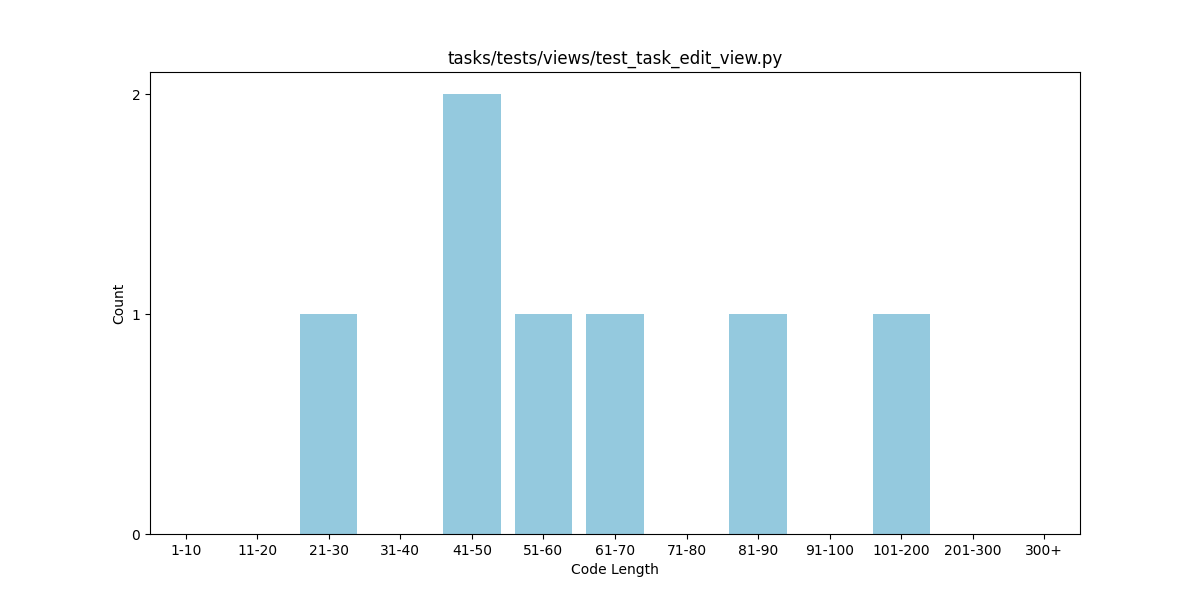 tasks/tests/views/test_task_edit_view.py
2
1
0
Count
1-10 11-20 21-30 31-40 41-50 51-60 61-70 71-80 81-90 91-100 101-200 201-300 300+
Code Length